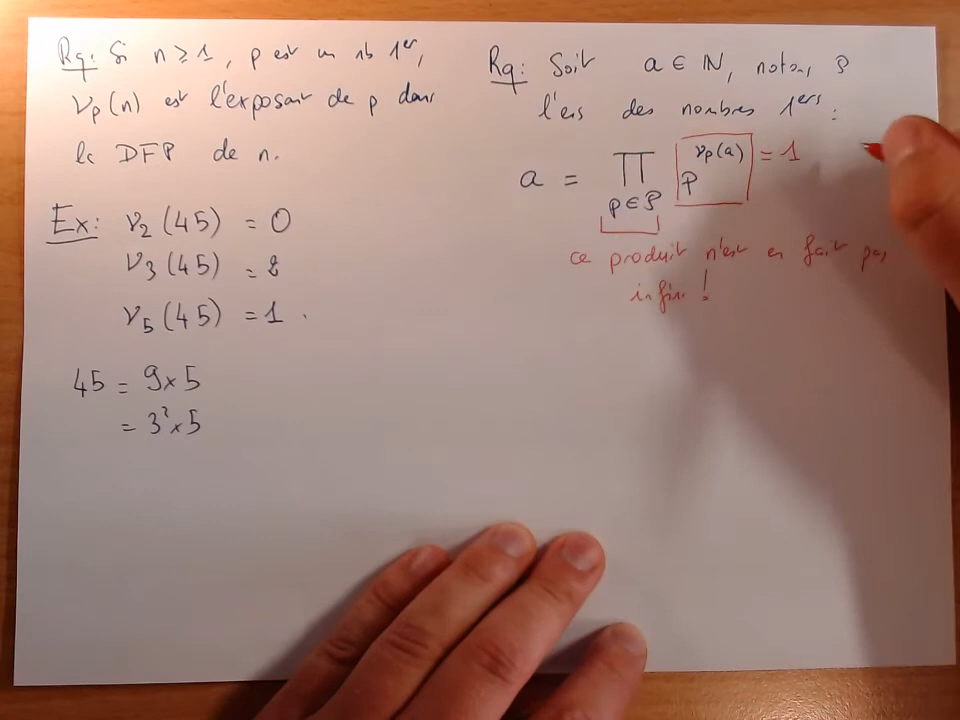 Rq: Si n ≥ 1, p est un nb 1er,
νp(n) est l'exposant de p dans
la DFP de n.
Ex: ν2(45) = 0
ν3(45) = 2
ν5(45) = 1.
45 = 9×5
= 3²×5
Rq: Soit a ∈ ℕ, notons P
l'ens des nombres 1ers :
a = ∏ p^νp(a) = 1
p∈P
ce produit n'est en fait pas
infini !